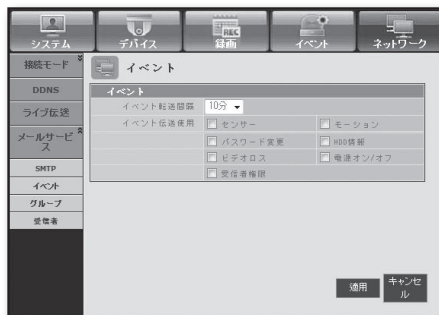 REC
システム
デバイス
録画
イベント
ネットワーク
接続モード
DDNS
ライブ伝送
メールサービ
ス
SMTP
イベント
グループ
受信者
イベント
イベント
イベント転送間隔 10分
イベント伝送使用 センサー モーション
パスワード変更 HDD情報
ビデオロス 電源オン/オフ
受信者権限
適用
キャンセ
ル